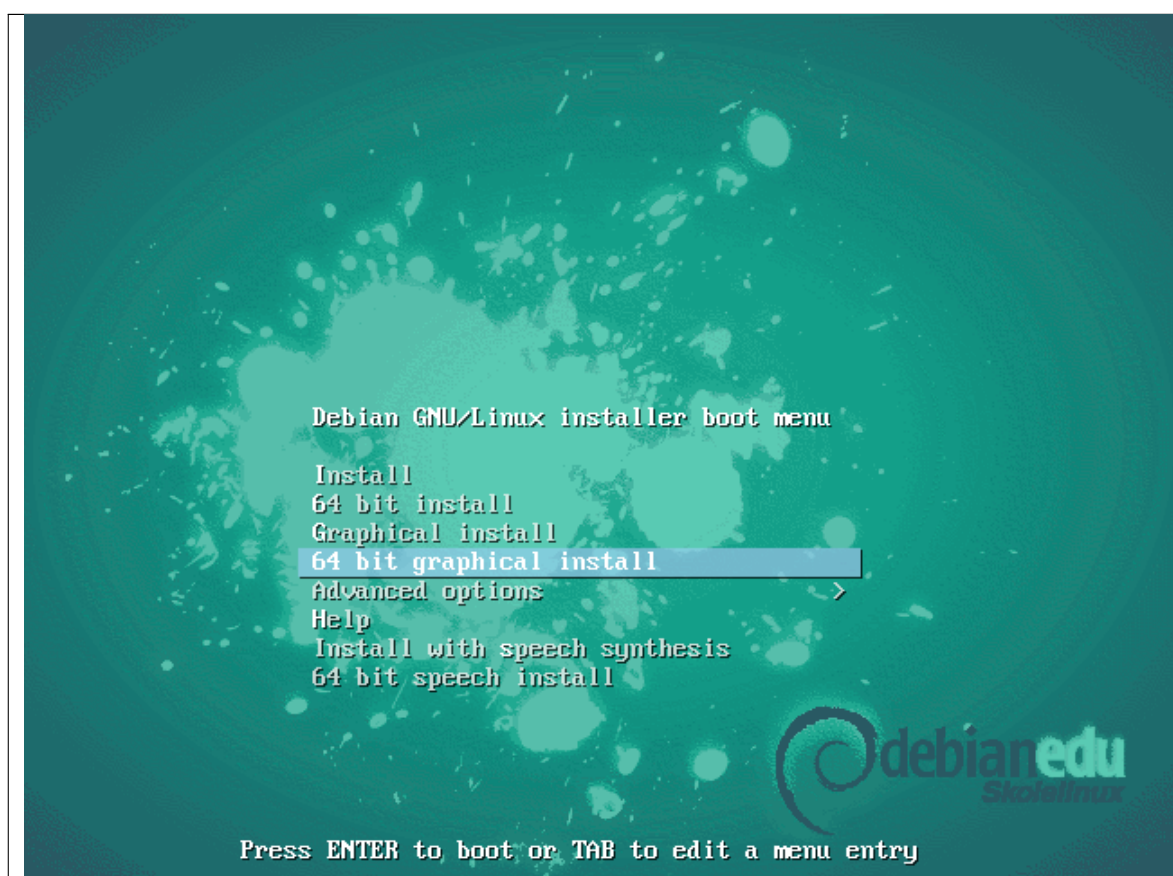 Debian GNU/Linux installer boot menu
Install
64 bit install
Graphical install
64 bit graphical install
Advanced options >
Help
Install with speech synthesis
64 bit speech install
debianedu
Skolelinux
Press ENTER to boot or TAB to edit a menu entry